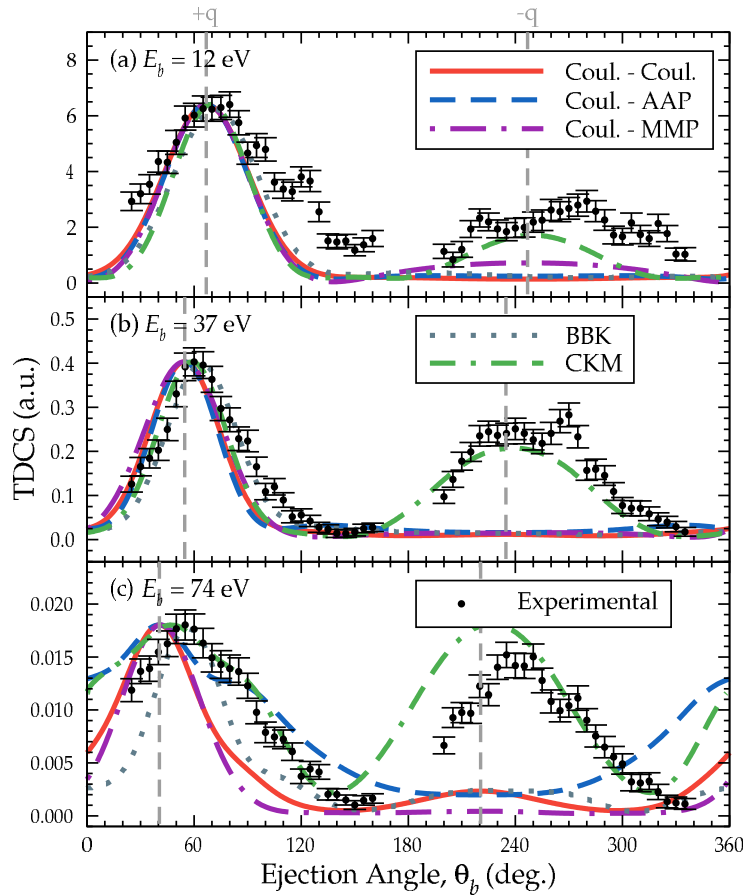 +q -q
(a) E_b = 12 eV
Coul. - Coul.
Coul. - AAP
Coul. - MMP
8
6
4
2
0
(b) E_b = 37 eV
BBK
CKM
0.5
0.4
0.3
0.2
0.1
0.0
TDCS (a.u.)
(c) E_b = 74 eV
Experimental
0.020
0.015
0.010
0.005
0.000
0 60 120 180 240 300 360
Ejection Angle, θ_b (deg.)